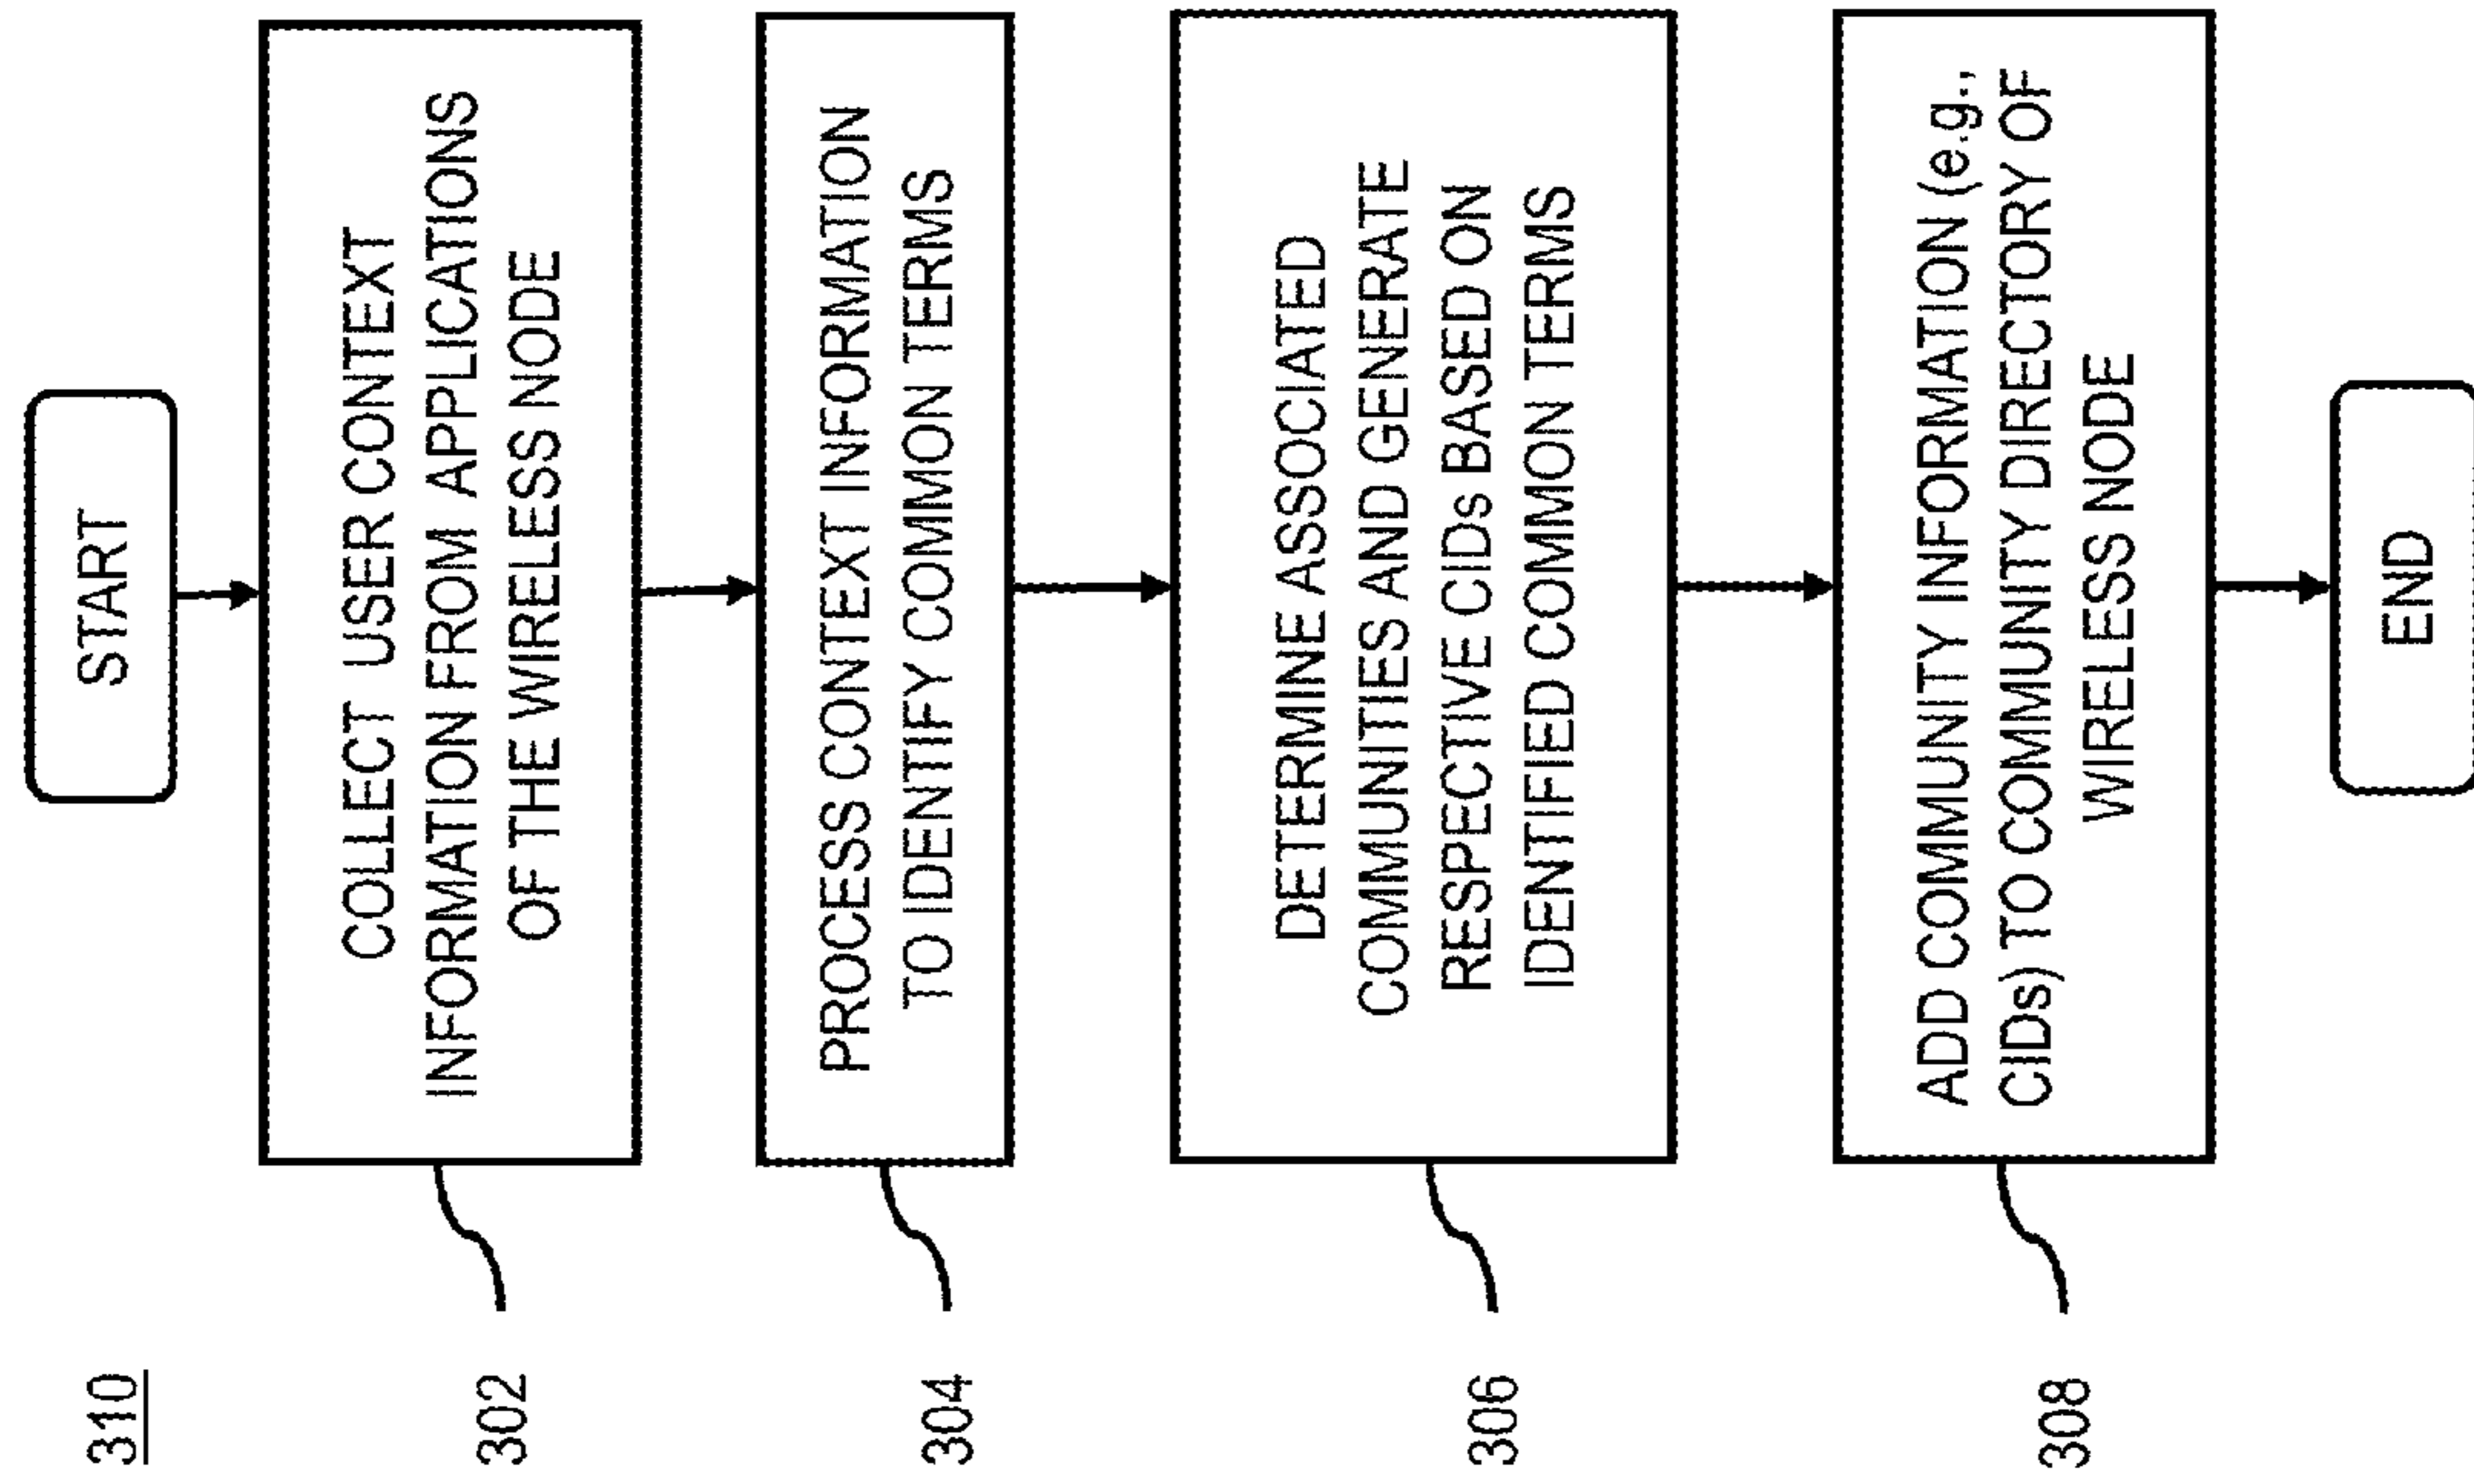 310
START
302
COLLECT USER CONTEXT
INFORMATION FROM APPLICATIONS
OF THE WIRELESS NODE
304
PROCESS CONTEXT INFORMATION
TO IDENTIFY COMMON TERMS
306
DETERMINE ASSOCIATED
COMMUNITIES AND GENERATE
RESPECTIVE CIDs BASED ON
IDENTIFIED COMMON TERMS
308
ADD COMMUNITY INFORMATION (e.g.,
CIDs) TO COMMUNITY DIRECTORY OF
WIRELESS NODE
END